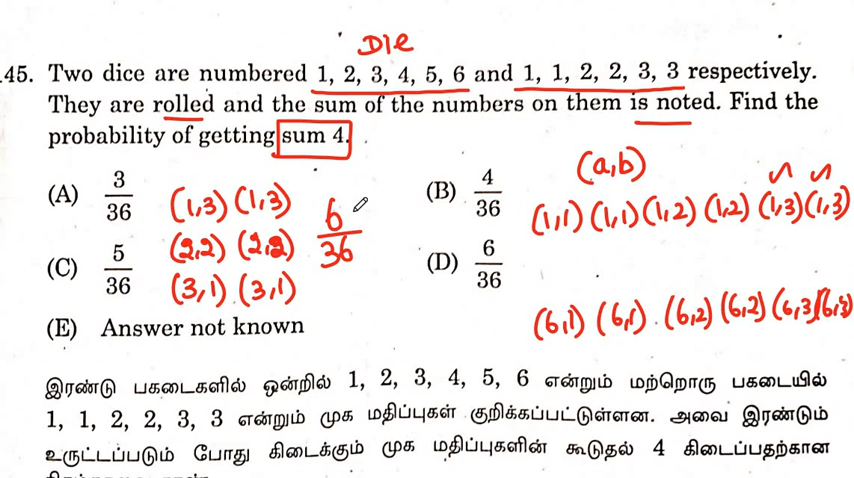 Die
45. Two dice are numbered 1, 2, 3, 4, 5, 6 and 1, 1, 2, 2, 3, 3 respectively.
They are rolled and the sum of the numbers on them is noted. Find the
probability of getting sum 4.
(a,b)
(A) 3/36 (1,3) (1,3) 6/36 (B) 4/36 (1,1) (1,1) (1,2) (1,2) (1,3) (1,3)
(2,2) (2,2)
(C) 5/36 (3,1) (3,1) (D) 6/36
(6,1) (6,1) (6,2) (6,2) (6,3) (6,3)
(E) Answer not known
இரண்டு பகடைகளில் ஒன்றில் 1, 2, 3, 4, 5, 6 என்றும் மற்றொரு பகடையில்
1, 1, 2, 2, 3, 3 என்றும் முக மதிப்புகள் குறிக்கப்பட்டுள்ளன. அவை இரண்டும்
உருட்டப்படும் போது கிடைக்கும் முக மதிப்புகளின் கூடுதல் 4 கிடைப்பதற்கான